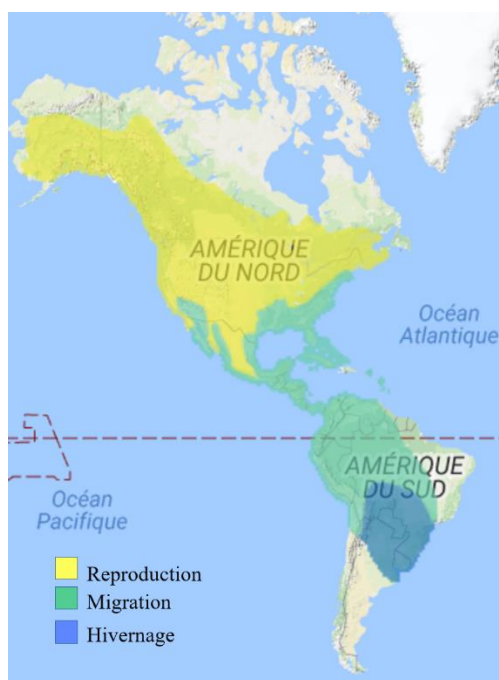 AMÉRIQUE
DU NORD
Océan
Atlantique
AMÉRIQUE
DU SUD
Océan
Pacifique
Reproduction
Migration
Hivernage